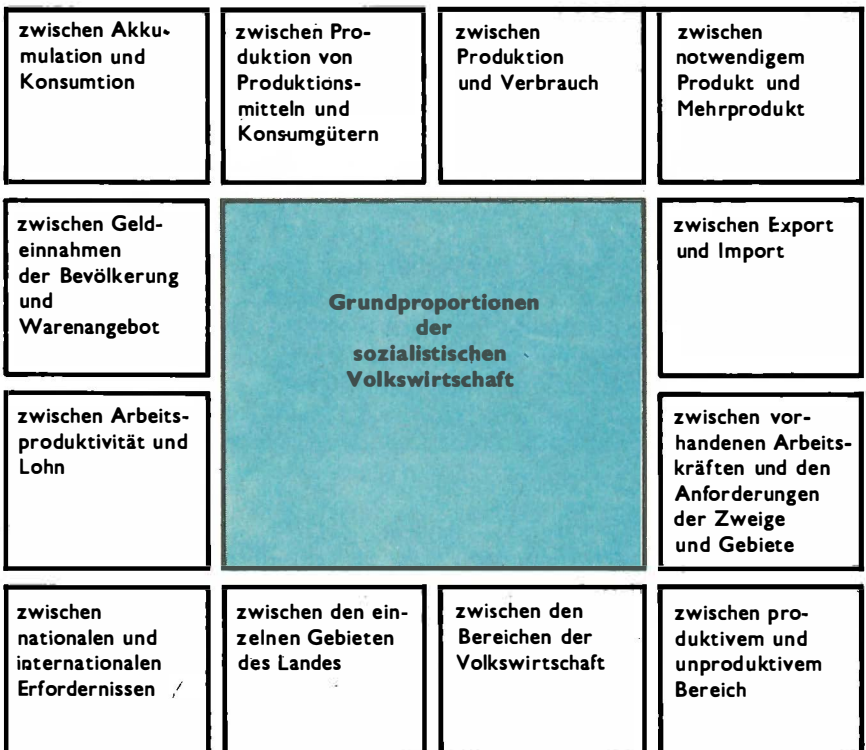 zwischen Akku-
mulation und
Konsumtion
zwischen Pro-
duktion von
Produktions-
mitteln und
Konsumgütern
zwischen
Produktion
und Verbrauch
zwischen
notwendigem
Produkt und
Mehrprodukt
zwischen Geld-
einnahmen
der Bevölkerung
und
Warenangebot
Grundproportionen
der
sozialistischen
Volkswirtschaft
zwischen Export
und Import
zwischen Arbeits-
produktivität und
Lohn
zwischen vor-
handenen Arbeits-
kräften und den
Anforderungen
der Zweige
und Gebiete
zwischen
nationalen und
internationalen
Erfordernissen
zwischen den ein-
zelnen Gebieten
des Landes
zwischen den
Bereichen der
Volkswirtschaft
zwischen pro-
duktivem und
unproduktivem
Bereich